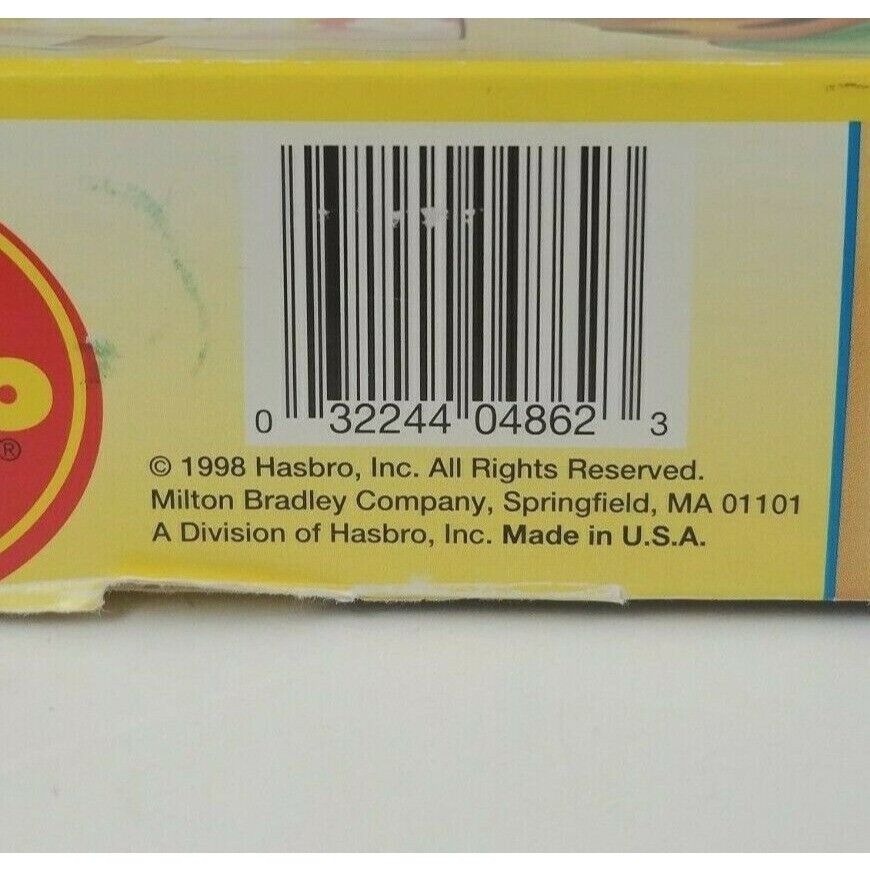 o
®
0 32244 04862 3
© 1998 Hasbro, Inc. All Rights Reserved.
Milton Bradley Company, Springfield, MA 01101
A Division of Hasbro, Inc. Made in U.S.A.